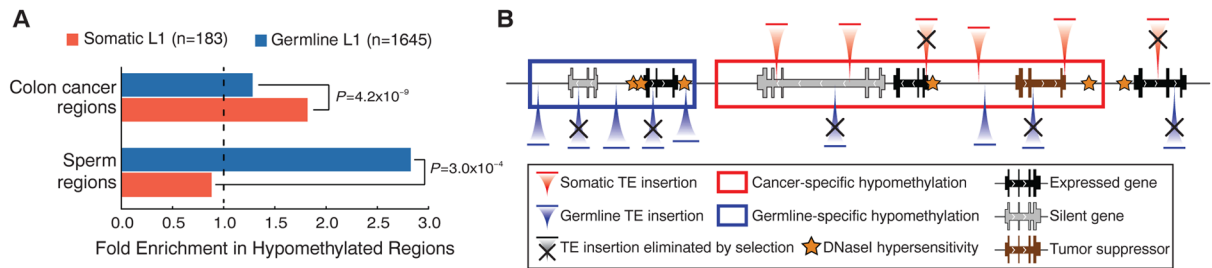 A
Somatic L1 (n=183) Germline L1 (n=1645)
Colon cancer
regions
P=4.2x10⁻⁹
Sperm
regions
P=3.0x10⁻⁴
0.0 0.5 1.0 1.5 2.0 2.5 3.0
Fold Enrichment in Hypomethylated Regions
B
Somatic TE insertion Cancer-specific hypomethylation Expressed gene
Germline TE insertion Germline-specific hypomethylation Silent gene
TE insertion eliminated by selection DNaseI hypersensitivity Tumor suppressor